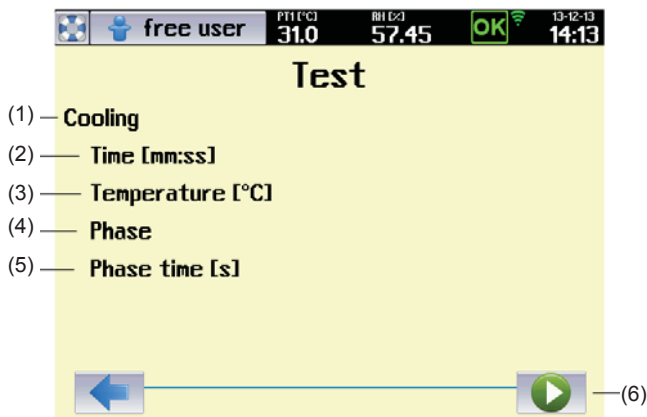 free user PT1 [°C] RH [%] OK 13-12-13
31.0 57.45 14:13
Test
(1) Cooling
(2) Time [mm:ss]
(3) Temperature [°C]
(4) Phase
(5) Phase time [s]
(6)